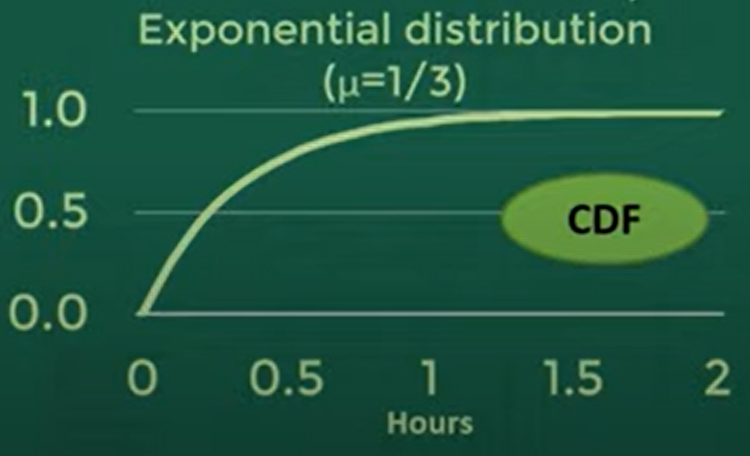 Exponential distribution
(μ=1/3)
1.0
0.5
CDF
0.0
0 0.5 1 1.5 2
Hours